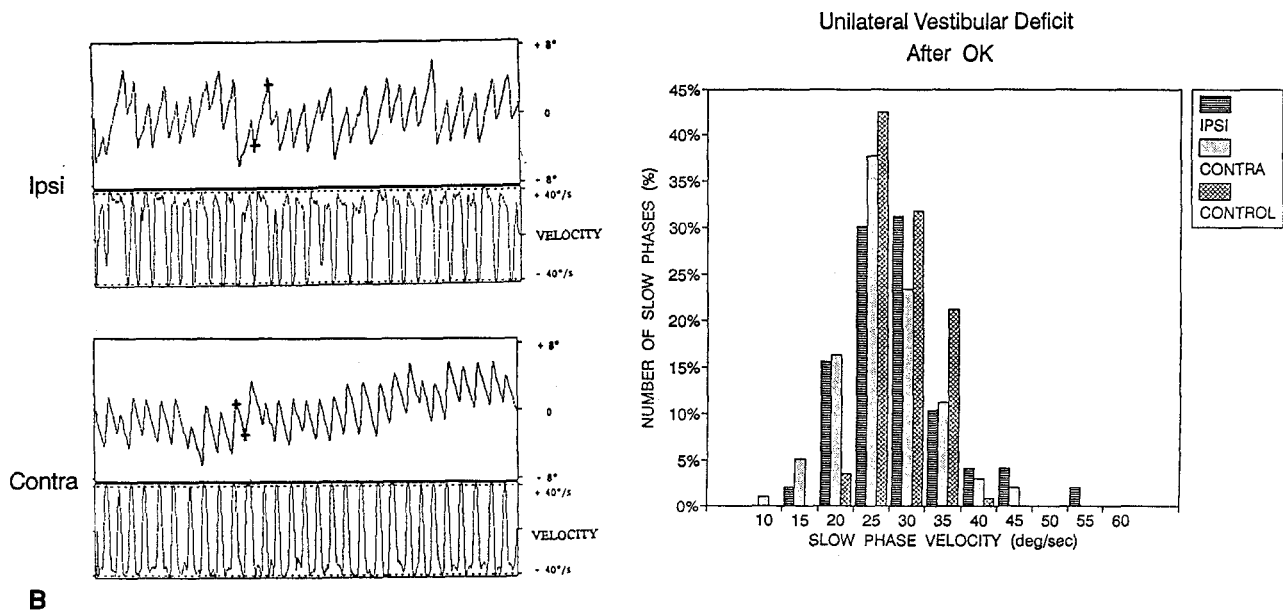 Ipsi
+ 8°
0
- 8°
+ 40°/s
VELOCITY
- 40°/s
Contra
+ 8°
0
- 8°
+ 40°/s
VELOCITY
- 40°/s
B
Unilateral Vestibular Deficit
After OK
NUMBER OF SLOW PHASES (%)
45%
40%
35%
30%
25%
20%
15%
10%
5%
0%
10 15 20 25 30 35 40 45 50 55 60
SLOW PHASE VELOCITY (deg/sec)
IPSI
CONTRA
CONTROL